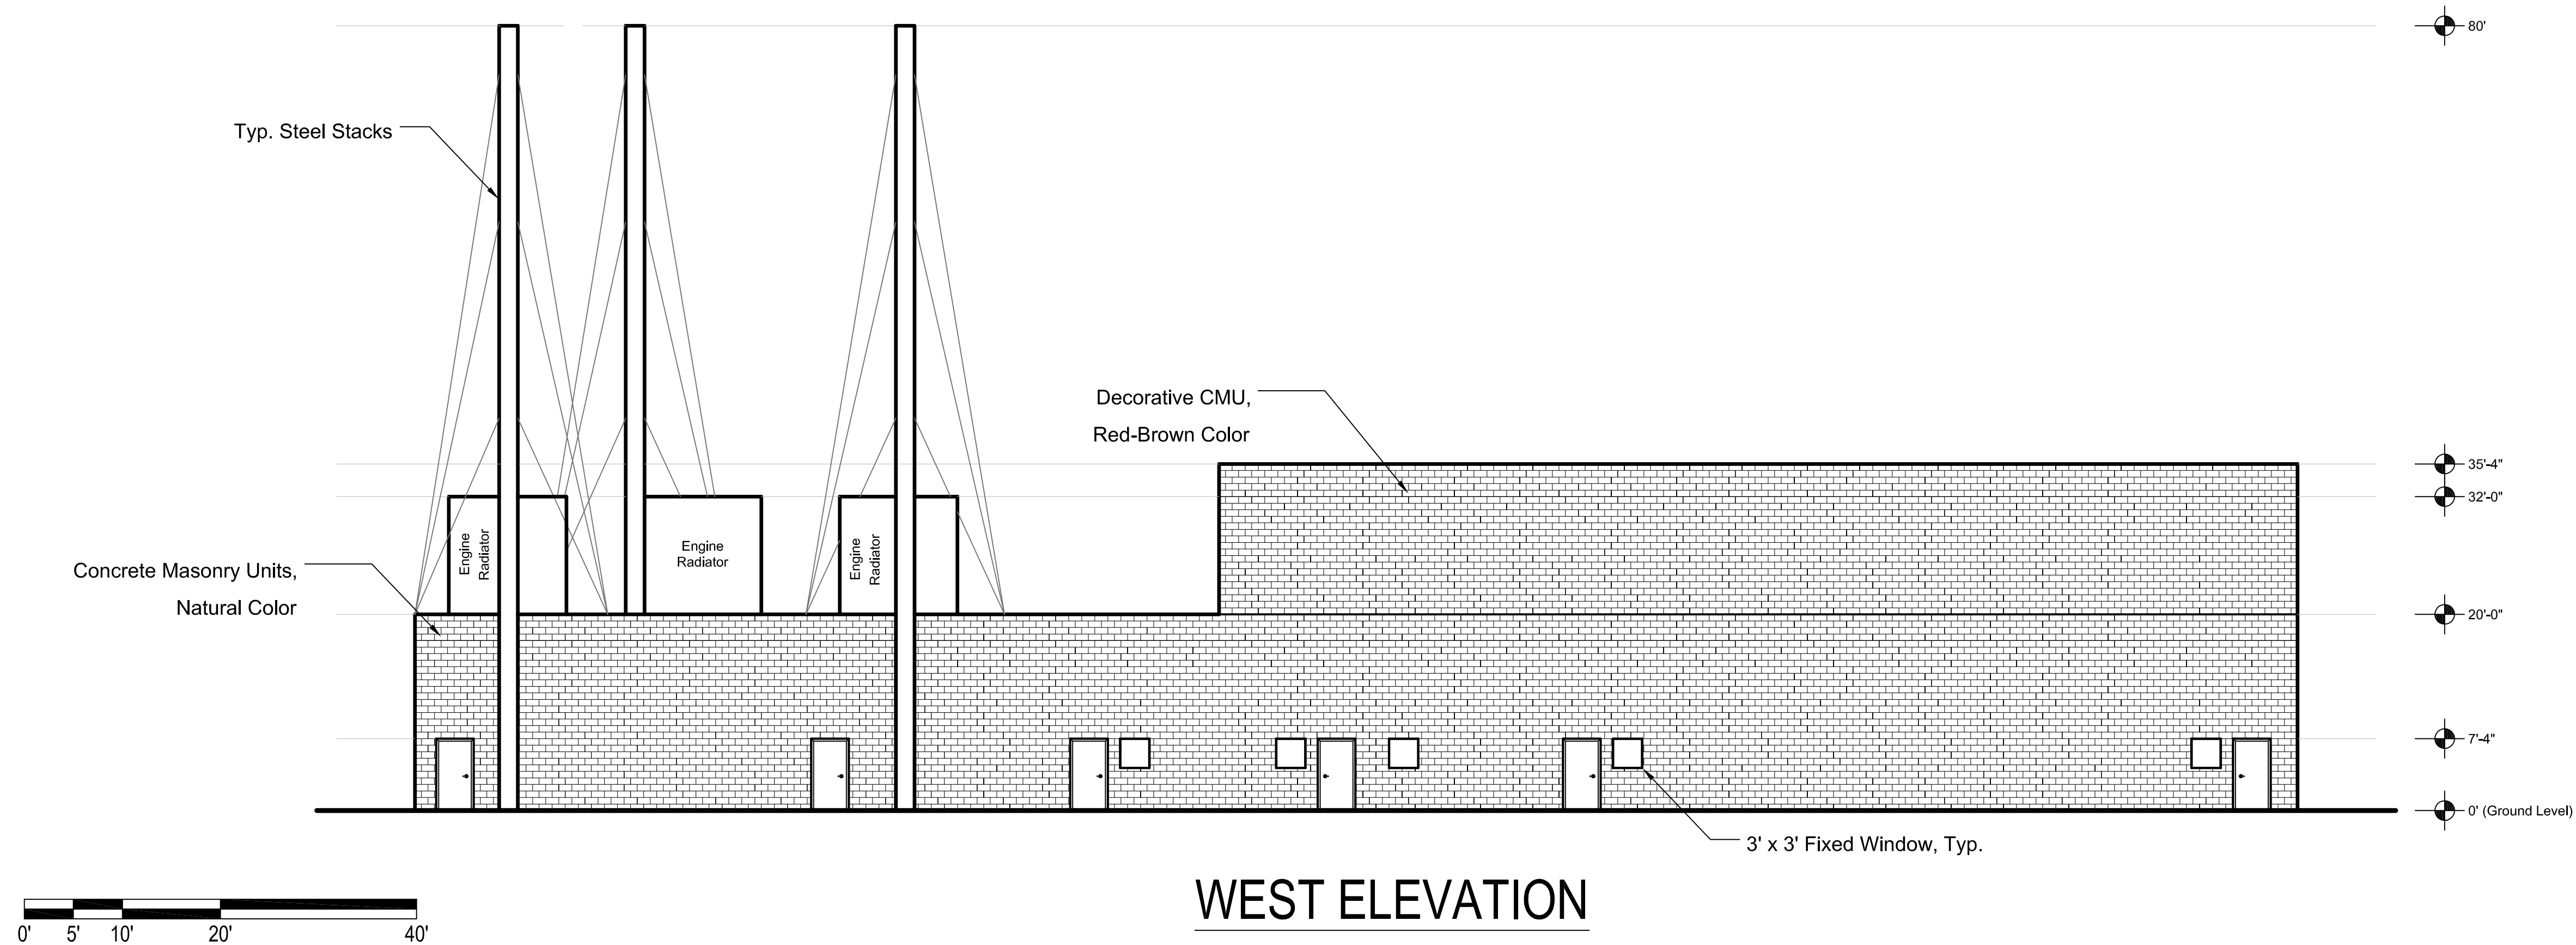 80'
Typ. Steel Stacks
Decorative CMU,
Red-Brown Color
35'-4"
32'-0"
Engine
Radiator
Engine
Radiator
Engine
Radiator
Concrete Masonry Units,
Natural Color
20'-0"
7'-4"
0' (Ground Level)
3' x 3' Fixed Window, Typ.
WEST ELEVATION
0' 5' 10' 20' 40'